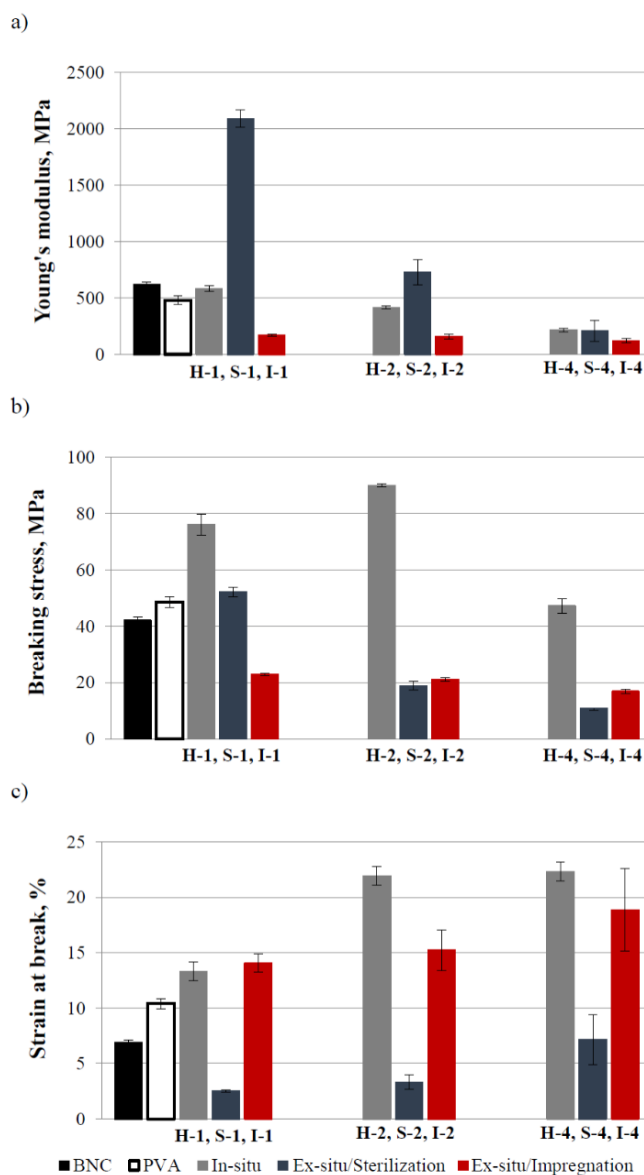 a)
Young's modulus, MPa
2500
2000
1500
1000
500
0
H-1, S-1, I-1
H-2, S-2, I-2
H-4, S-4, I-4
b)
Breaking stress, MPa
100
80
60
40
20
0
H-1, S-1, I-1
H-2, S-2, I-2
H-4, S-4, I-4
c)
Strain at break, %
25
20
15
10
5
0
H-1, S-1, I-1
H-2, S-2, I-2
H-4, S-4, I-4
BNC PVA In-situ Ex-situ/Sterilization Ex-situ/Impregnation